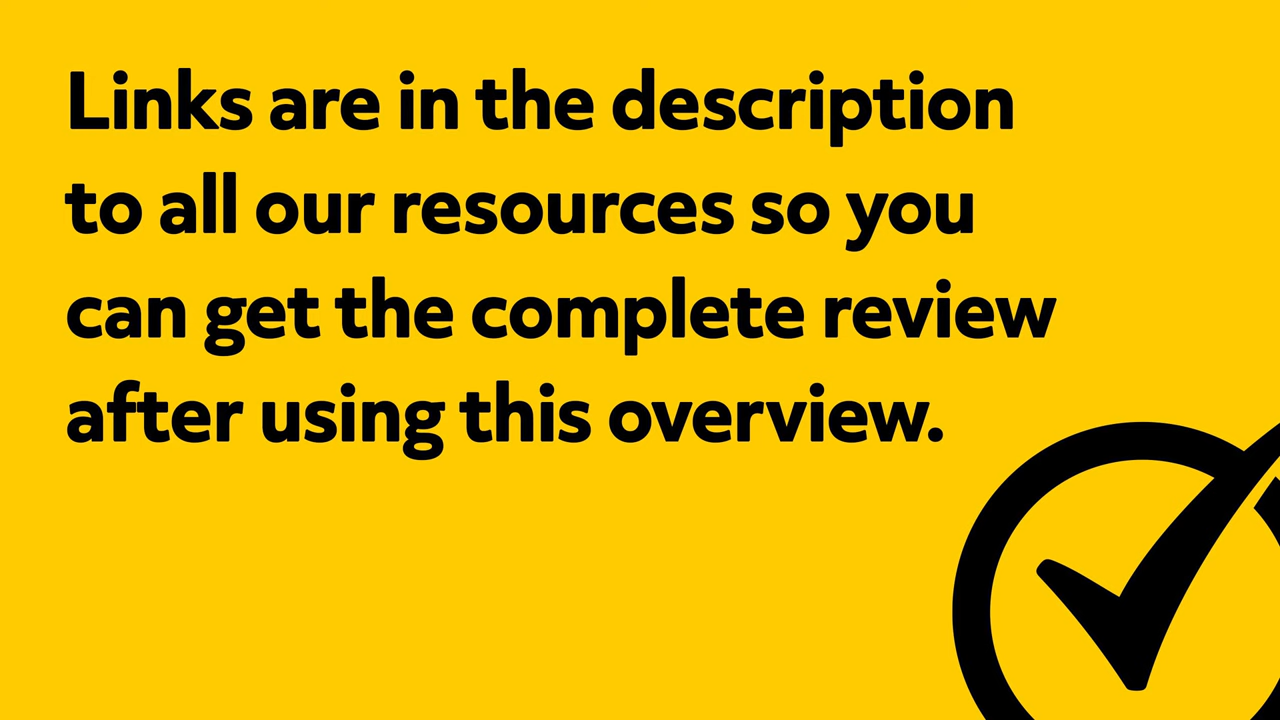 Links are in the description
to all our resources so you
can get the complete review
after using this overview.